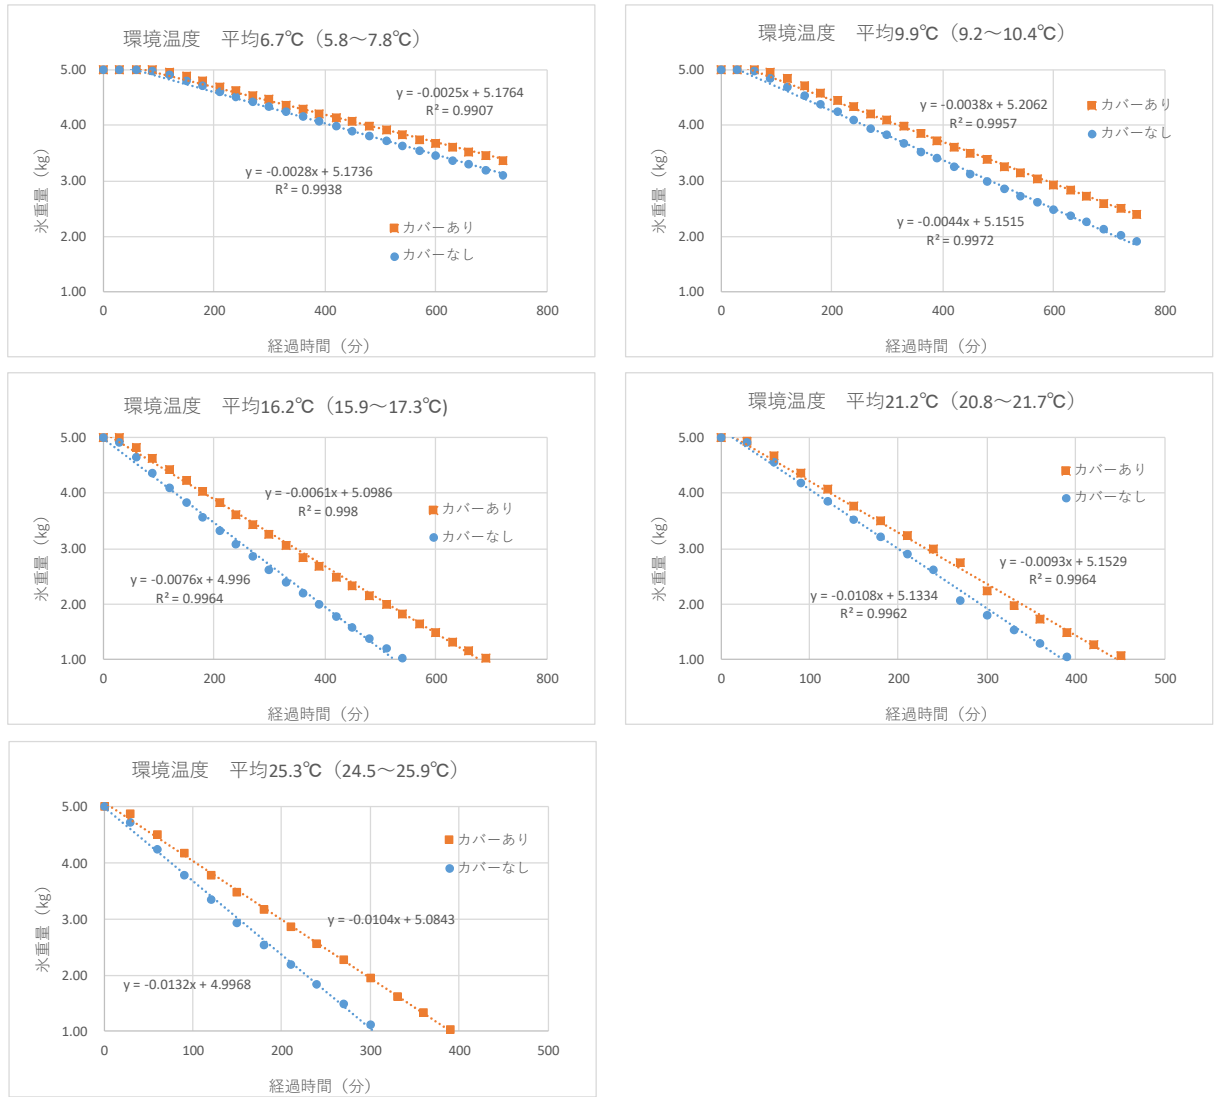 環境温度　平均6.7℃（5.8～7.8℃）
5.00
4.00
3.00
2.00
1.00
氷重量（kg）
y = -0.0025x + 5.1764
R² = 0.9907
y = -0.0028x + 5.1736
R² = 0.9938
カバーあり
カバーなし
0 200 400 600 800
経過時間（分）
環境温度　平均9.9℃（9.2～10.4℃）
5.00
4.00
3.00
2.00
1.00
氷重量（kg）
y = -0.0038x + 5.2062
R² = 0.9957
カバーあり
カバーなし
y = -0.0044x + 5.1515
R² = 0.9972
0 200 400 600 800
経過時間（分）
環境温度　平均16.2℃（15.9～17.3℃)
5.00
4.00
3.00
2.00
1.00
氷重量（kg）
y = -0.0061x + 5.0986
R² = 0.998
カバーあり
カバーなし
y = -0.0076x + 4.996
R² = 0.9964
0 200 400 600 800
経過時間（分）
環境温度　平均21.2℃（20.8～21.7℃）
5.00
4.00
3.00
2.00
1.00
氷重量（kg）
カバーあり
カバーなし
y = -0.0093x + 5.1529
R² = 0.9964
y = -0.0108x + 5.1334
R² = 0.9962
0 100 200 300 400 500
経過時間（分）
環境温度　平均25.3℃（24.5～25.9℃）
5.00
4.00
3.00
2.00
1.00
氷重量（kg）
カバーあり
カバーなし
y = -0.0104x + 5.0843
y = -0.0132x + 4.9968
0 100 200 300 400 500
経過時間（分）